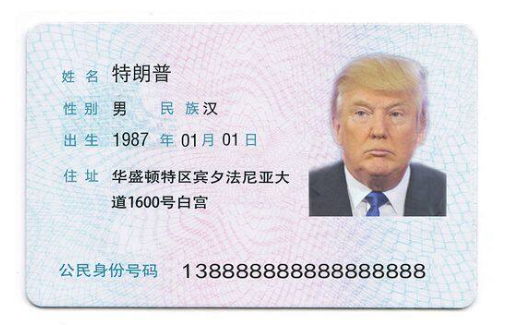 姓名 特朗普
性别 男 民族 汉
出生 1987 年 01 月 01 日
住址 华盛顿特区宾夕法尼亚大
道1600号白宫
公民身份号码 138888888888888888